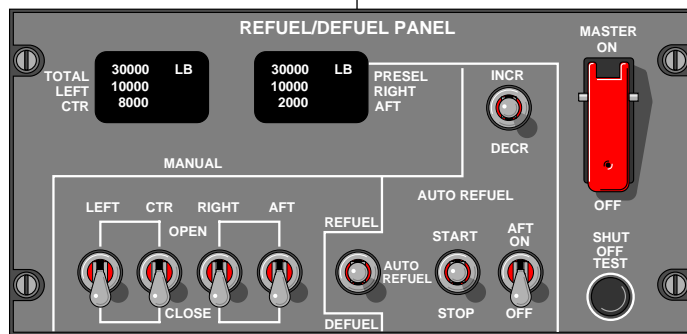 REFUEL/DEFUEL PANEL
MASTER
ON
30000 LB
10000
8000
TOTAL
LEFT
CTR
30000 LB
10000
2000
PRESEL
RIGHT
AFT
INCR
DECR
OFF
MANUAL
LEFT CTR RIGHT AFT
OPEN
CLOSE
REFUEL
AUTO
REFUEL
DEFUEL
AUTO REFUEL
START
STOP
AFT
ON
OFF
SHUT
OFF
TEST